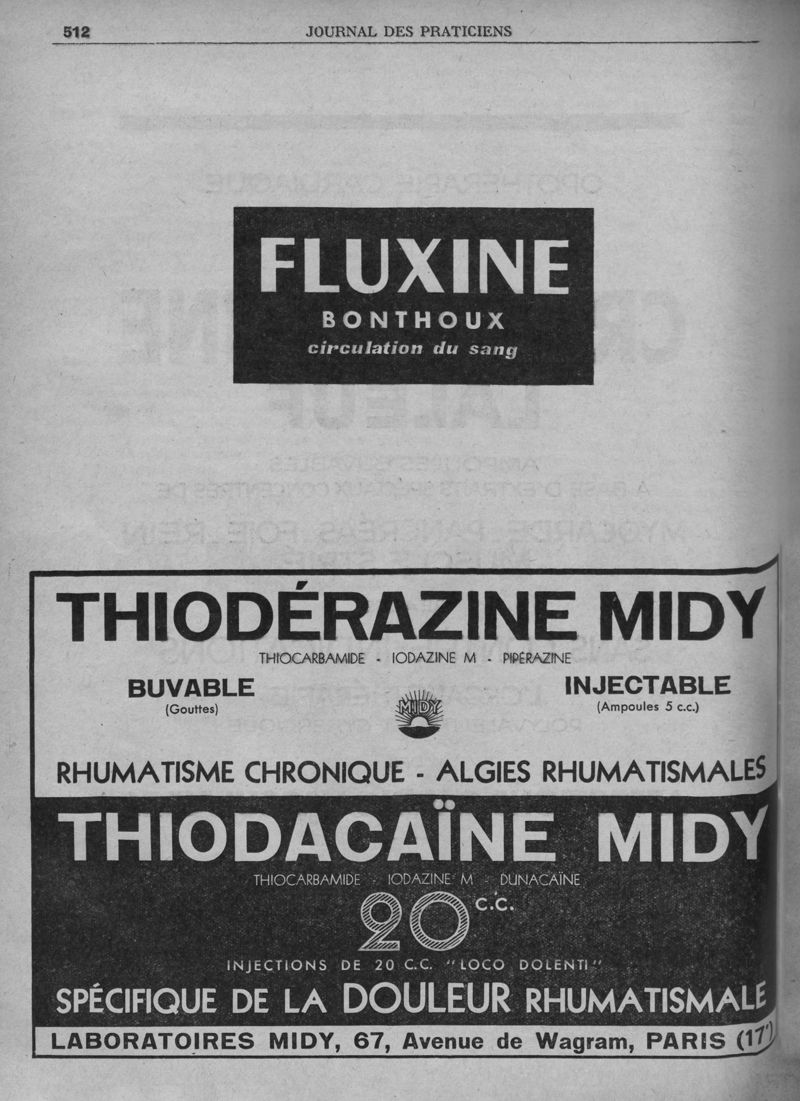 512
JOURNAL DES PRATICIENS
FLUXINE
BONTHOUX
circulation du sang
THIODÉRAZINE MIDY
THIOCARBAMIDE - IODAZINE M - PIPÉRAZINE
BUVABLE
(Gouttes)
INJECTABLE
(Ampoules 5 c.c.)
MIDY
RHUMATISME CHRONIQUE - ALGIES RHUMATISMALES
THIODACAÏNE MIDY
THIOCARBAMIDE - IODAZINE M - DUNACAÏNE
20 c.c.
INJECTIONS DE 20 C.C. "LOCO DOLENTI"
SPÉCIFIQUE DE LA DOULEUR RHUMATISMALE
LABORATOIRES MIDY, 67, Avenue de Wagram, PARIS (17ᵉ)